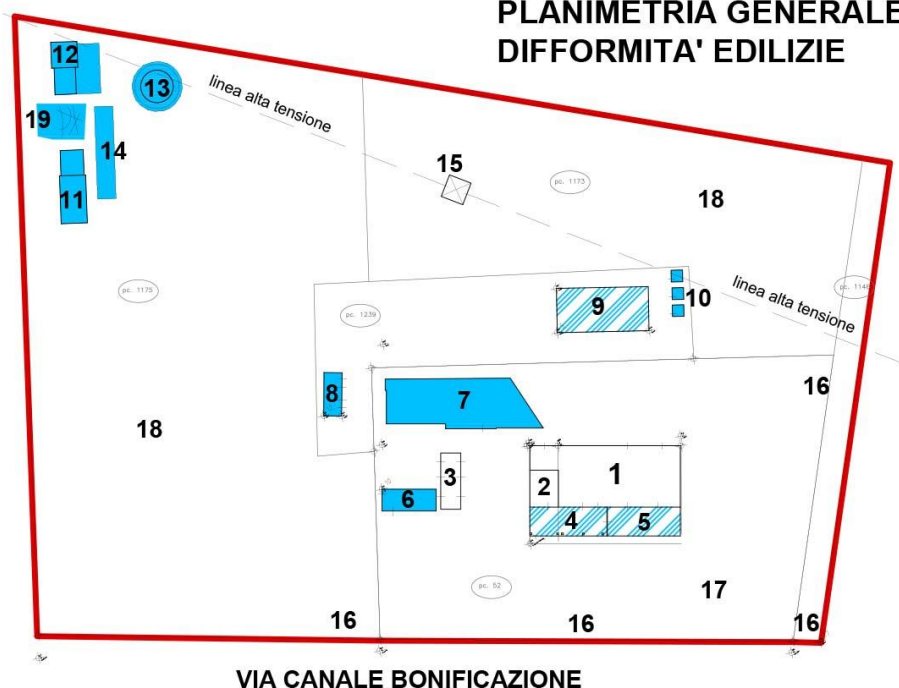 PLANIMETRIA GENERALE
DIFFORMITA' EDILIZIE
12
13
linea alta tensione
19
14
15
pc. 1173
18
11
pc. 1175
10
linea alta tensione
pc. 1146
9
pc. 1239
16
8
7
18
3
1
2
6
4
5
pc. 52
17
16
16
16
VIA CANALE BONIFICAZIONE